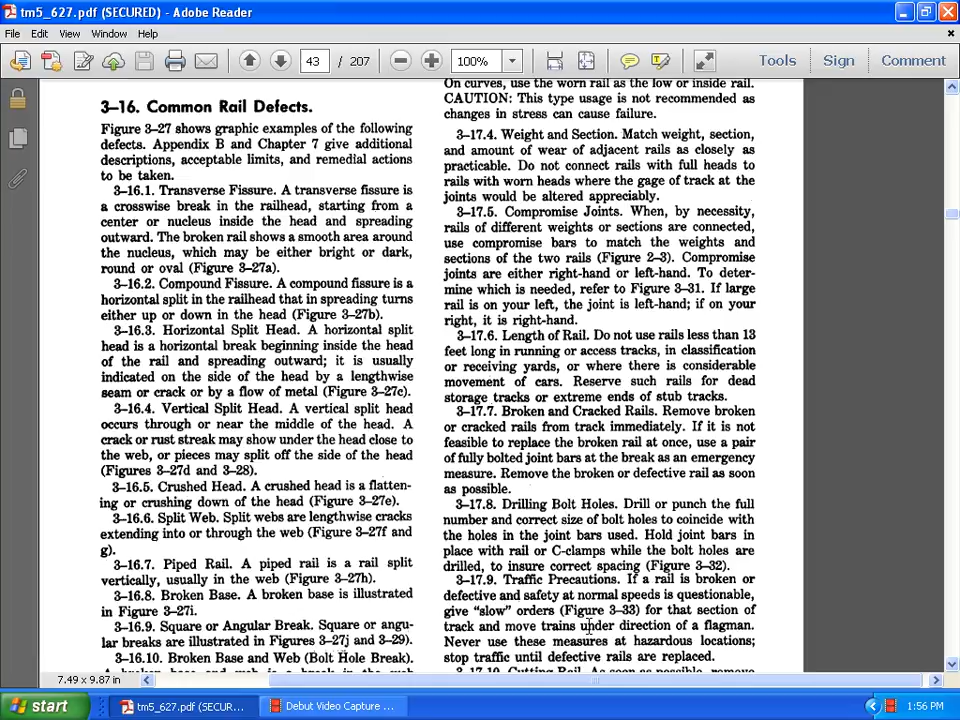 tm5_627.pdf (SECURED) - Adobe Reader
File Edit View Window Help
43 / 207 100% Tools Sign Comment
3-16. Common Rail Defects.
Figure 3-27 shows graphic examples of the following
defects. Appendix B and Chapter 7 give additional
descriptions, acceptable limits, and remedial actions
to be taken.
3-16.1. Transverse Fissure. A transverse fissure is
a crosswise break in the railhead, starting from a
center or nucleus inside the head and spreading
outward. The broken rail shows a smooth area around
the nucleus, which may be either bright or dark,
round or oval (Figure 3-27a).
3-16.2. Compound Fissure. A compound fissure is a
horizontal split in the railhead that in spreading turns
either up or down in the head (Figure 3-27b).
3-16.3. Horizontal Split Head. A horizontal split
head is a horizontal break beginning inside the head
of the rail and spreading outward; it is usually
indicated on the side of the head by a lengthwise
seam or crack or by a flow of metal (Figure 3-27c).
3-16.4. Vertical Split Head. A vertical split head
occurs through or near the middle of the head. A
crack or rust streak may show under the head close to
the web, or pieces may split off the side of the head
(Figures 3-27d and 3-28).
3-16.5. Crushed Head. A crushed head is a flatten-
ing or crushing down of the head (Figure 3-27e).
3-16.6. Split Web. Split webs are lengthwise cracks
extending into or through the web (Figure 3-27f and
g).
3-16.7. Piped Rail. A piped rail is a rail split
vertically, usually in the web (Figure 3-27h).
3-16.8. Broken Base. A broken base is illustrated
in Figure 3-27i.
3-16.9. Square or Angular Break. Square or angu-
lar breaks are illustrated in Figures 3-27j and 3-29).
3-16.10. Broken Base and Web (Bolt Hole Break).
On curves, use the worn rail as the low or inside rail.
CAUTION: This type usage is not recommended as
changes in stress can cause failure.
3-17.4. Weight and Section. Match weight, section,
and amount of wear of adjacent rails as closely as
practicable. Do not connect rails with full heads to
rails with worn heads where the gage of track at the
joints would be altered appreciably.
3-17.5. Compromise Joints. When, by necessity,
rails of different weights or sections are connected,
use compromise bars to match the weights and
sections of the two rails (Figure 2-3). Compromise
joints are either right-hand or left-hand. To deter-
mine which is needed, refer to Figure 3-31. If large
rail is on your left, the joint is left-hand; if on your
right, it is right-hand.
3-17.6. Length of Rail. Do not use rails less than 13
feet long in running or access tracks, in classification
or receiving yards, or where there is considerable
movement of cars. Reserve such rails for dead
storage tracks or extreme ends of stub tracks.
3-17.7. Broken and Cracked Rails. Remove broken
or cracked rails from track immediately. If it is not
feasible to replace the broken rail at once, use a pair
of fully bolted joint bars at the break as an emergency
measure. Remove the broken or defective rail as soon
as possible.
3-17.8. Drilling Bolt Holes. Drill or punch the full
number and correct size of bolt holes to coincide with
the holes in the joint bars used. Hold joint bars in
place with rail or C-clamps while the bolt holes are
drilled, to insure correct spacing (Figure 3-32).
3-17.9. Traffic Precautions. If a rail is broken or
defective and safety at normal speeds is questionable,
give "slow" orders (Figure 3-33) for that section of
track and move trains under direction of a flagman.
Never use these measures at hazardous locations;
stop traffic until defective rails are replaced.
7.49 x 9.87 in
start tm5_627.pdf (SECUR... Debut Video Capture ... 1:56 PM